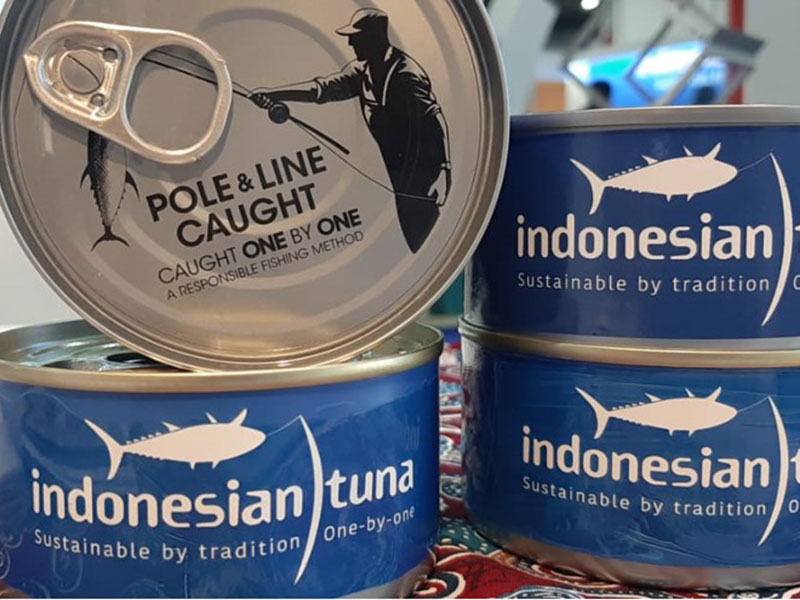 POLE & LINE
CAUGHT
CAUGHT ONE BY ONE
A RESPONSIBLE FISHING METHOD
indonesian tuna
Sustainable by tradition One-by-one
indonesian
Sustainable by tradition
indonesian
Sustainable by tradition